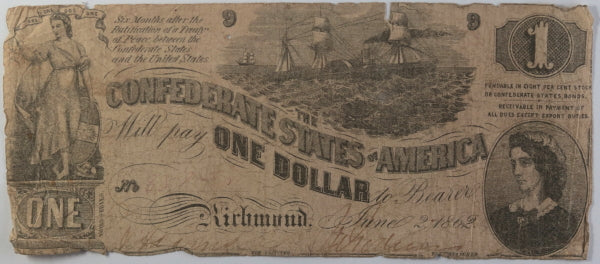 9
9
Six Months after the
Ratification of a Treaty
of Peace between the
Confederate States
and the United States.
1
FUNDABLE IN EIGHT PER CENT STOCK
OR CONFEDERATE STATES BONDS.
RECEIVABLE IN PAYMENT OF
ALL DUES EXCEPT EXPORT DUTIES.
THE
CONFEDERATE STATES OF AMERICA
Will pay ONE DOLLAR to Bearer
No
Richmond, June 2, 1862
ONE